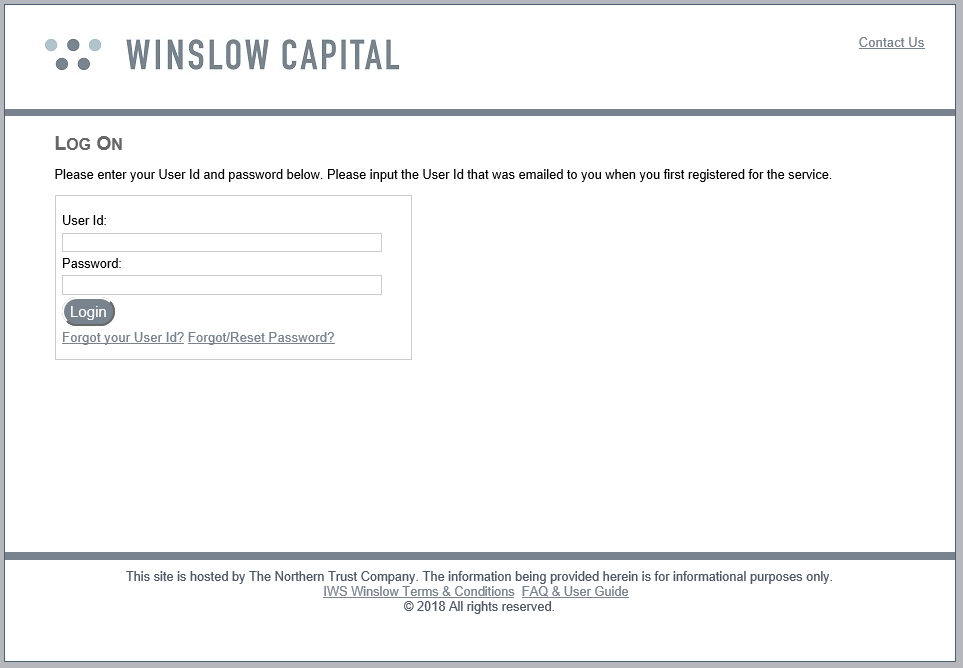 WINSLOW CAPITAL
Contact Us
LOG ON
Please enter your User Id and password below. Please input the User Id that was emailed to you when you first registered for the service.
User Id:
Password:
Login
Forgot your User Id? Forgot/Reset Password?
This site is hosted by The Northern Trust Company. The information being provided herein is for informational purposes only.
IWS Winslow Terms & Conditions FAQ & User Guide
© 2018 All rights reserved.